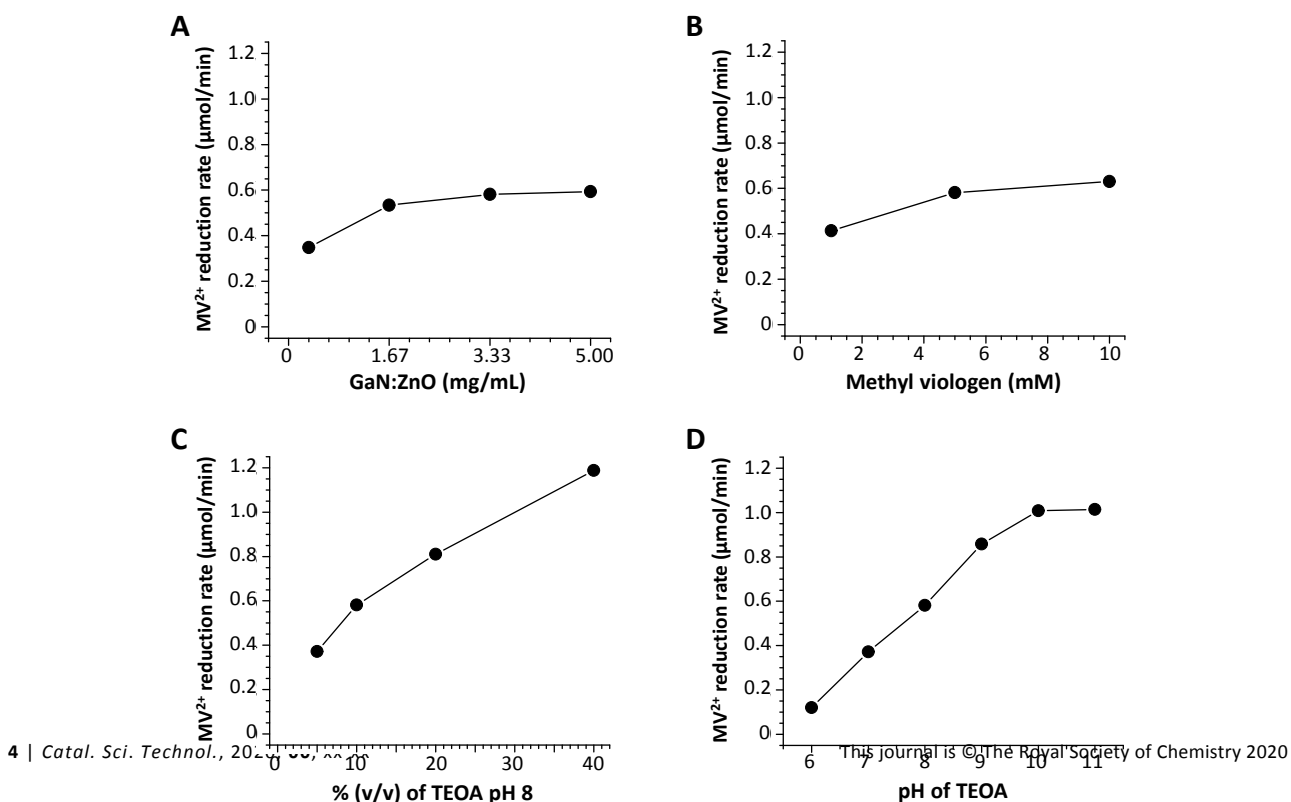 A
MV²⁺ reduction rate (µmol/min)
1.2
1.0
0.8
0.6
0.4
0.2
0
0 1.67 3.33 5.00
GaN:ZnO (mg/mL)
B
MV²⁺ reduction rate (µmol/min)
1.2
1.0
0.8
0.6
0.4
0.2
0
0 2 4 6 8 10
Methyl viologen (mM)
C
MV²⁺ reduction rate (µmol/min)
1.2
1.0
0.8
0.6
0.4
0.2
0
0 10 20 30 40
% (v/v) of TEOA pH 8
D
MV²⁺ reduction rate (µmol/min)
1.2
1.0
0.8
0.6
0.4
0.2
0
6 7 8 9 10 11
pH of TEOA
4 | Catal. Sci. Technol.,
This journal is © The Royal Society of Chemistry 2020